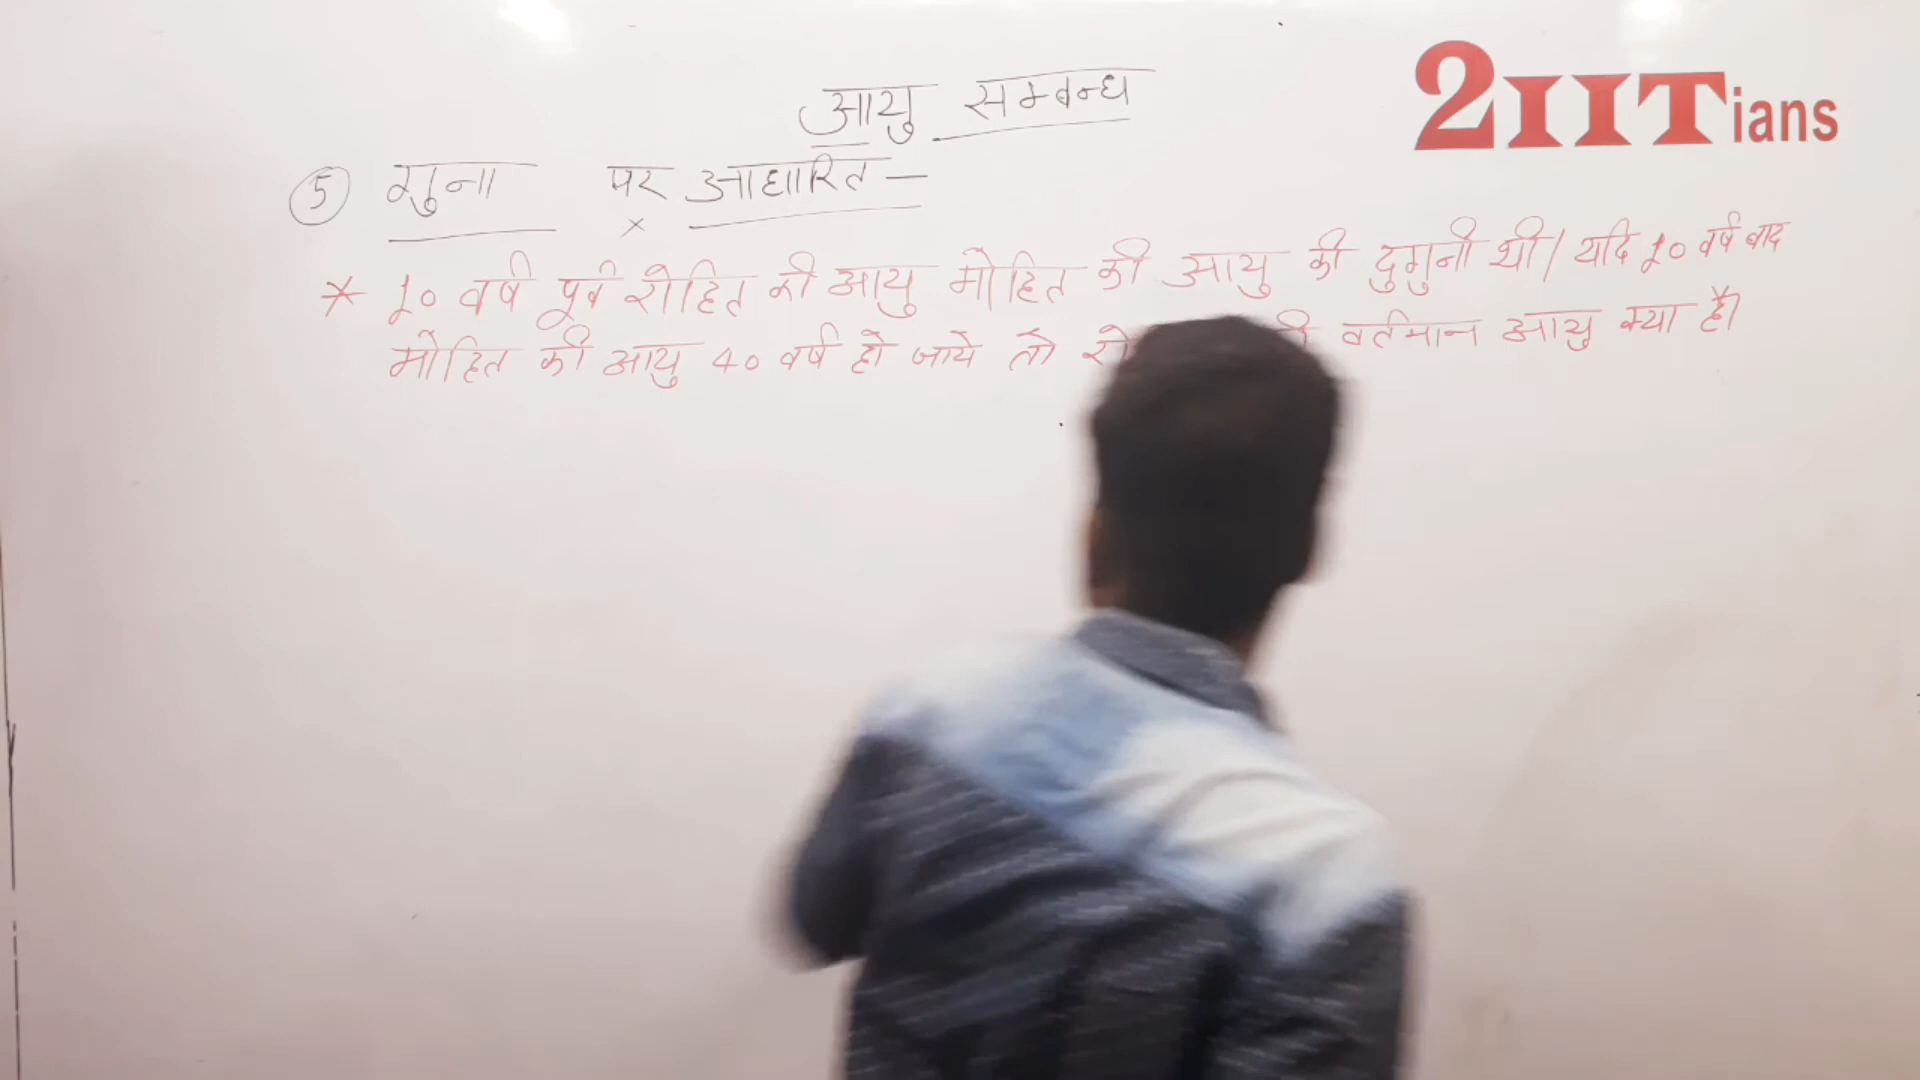 आयु सम्बन्ध
2IITians
⑤ गुना पर आधारित —
×
* 10 वर्ष पूर्व रोहित की आयु मोहित की आयु की दुगुनी थी। यदि 10 वर्ष बाद
मोहित की आयु 40 वर्ष हो जाये तो वर्तमान आयु क्या है।